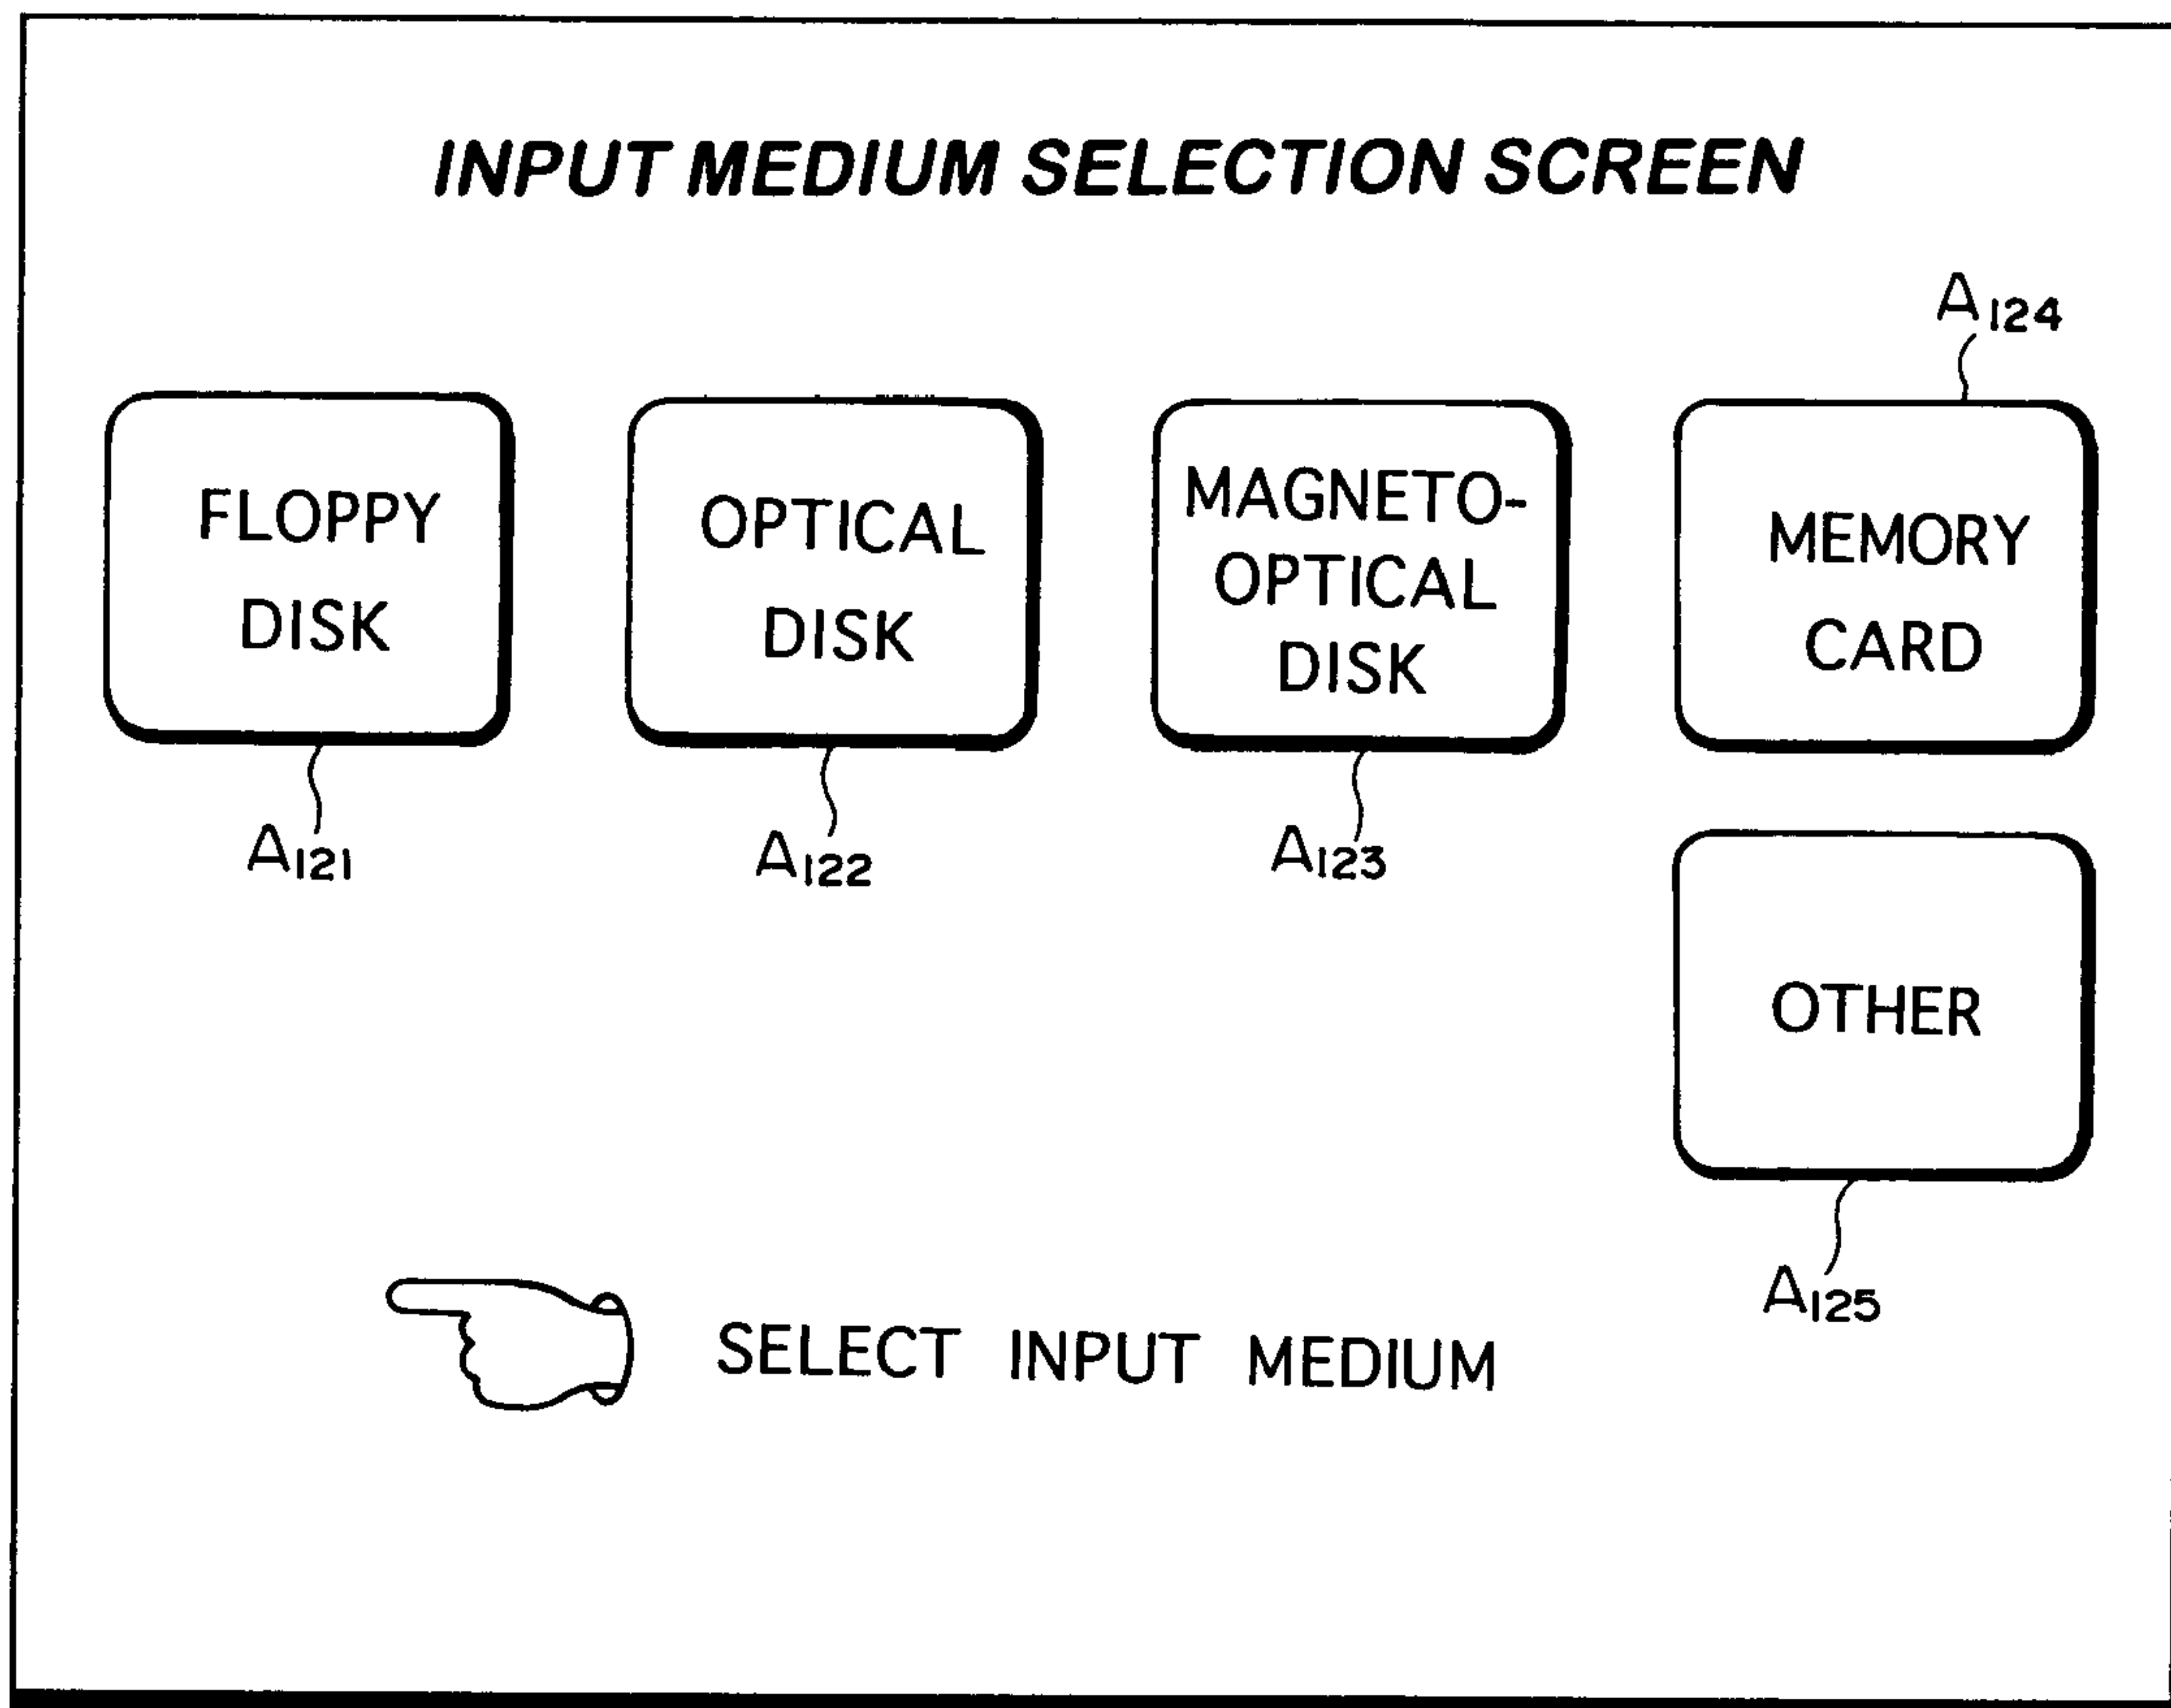 INPUT MEDIUM SELECTION SCREEN
A124
FLOPPY
DISK
OPTICAL
DISK
MAGNETO-
OPTICAL
DISK
MEMORY
CARD
A121
A122
A123
OTHER
A125
SELECT INPUT MEDIUM